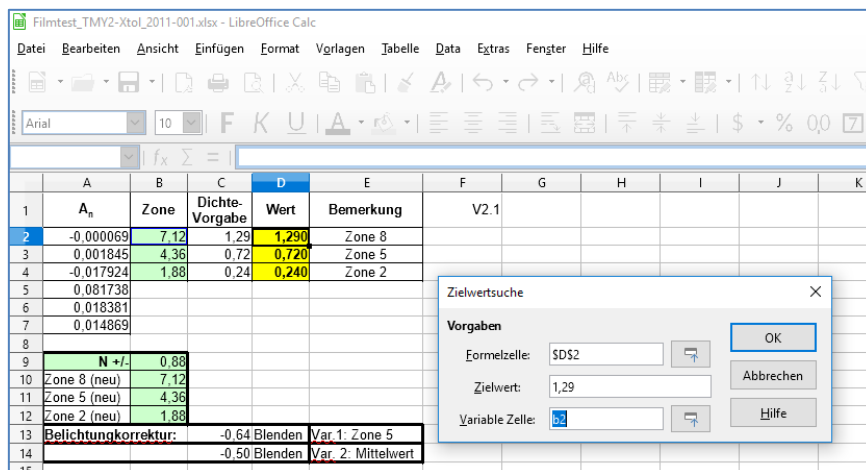 Filmtest_TMY2-Xtol_2011-001.xlsx - LibreOffice Calc
Datei Bearbeiten Ansicht Einfügen Format Vorlagen Tabelle Data Extras Fenster Hilfe
Arial 10 F K U A $ % 0,0 7
fx Σ =
A B C D E F G H I J K
1 An Zone Dichte-Vorgabe Wert Bemerkung V2.1
2 -0,000069 7,12 1,29 1,290 Zone 8
3 0,001845 4,36 0,72 0,720 Zone 5
4 -0,017924 1,88 0,24 0,240 Zone 2
5 0,081738
6 0,018381
7 0,014869
8
9 N +/- 0,88
10 Zone 8 (neu) 7,12
11 Zone 5 (neu) 4,36
12 Zone 2 (neu) 1,88
13 Belichtungkorrektur: -0,64 Blenden Var.1: Zone 5
14 -0,50 Blenden Var. 2: Mittelwert
Zielwertsuche
Vorgaben
Formelzelle: $D$2
Zielwert: 1,29
Variable Zelle: b2
OK
Abbrechen
Hilfe